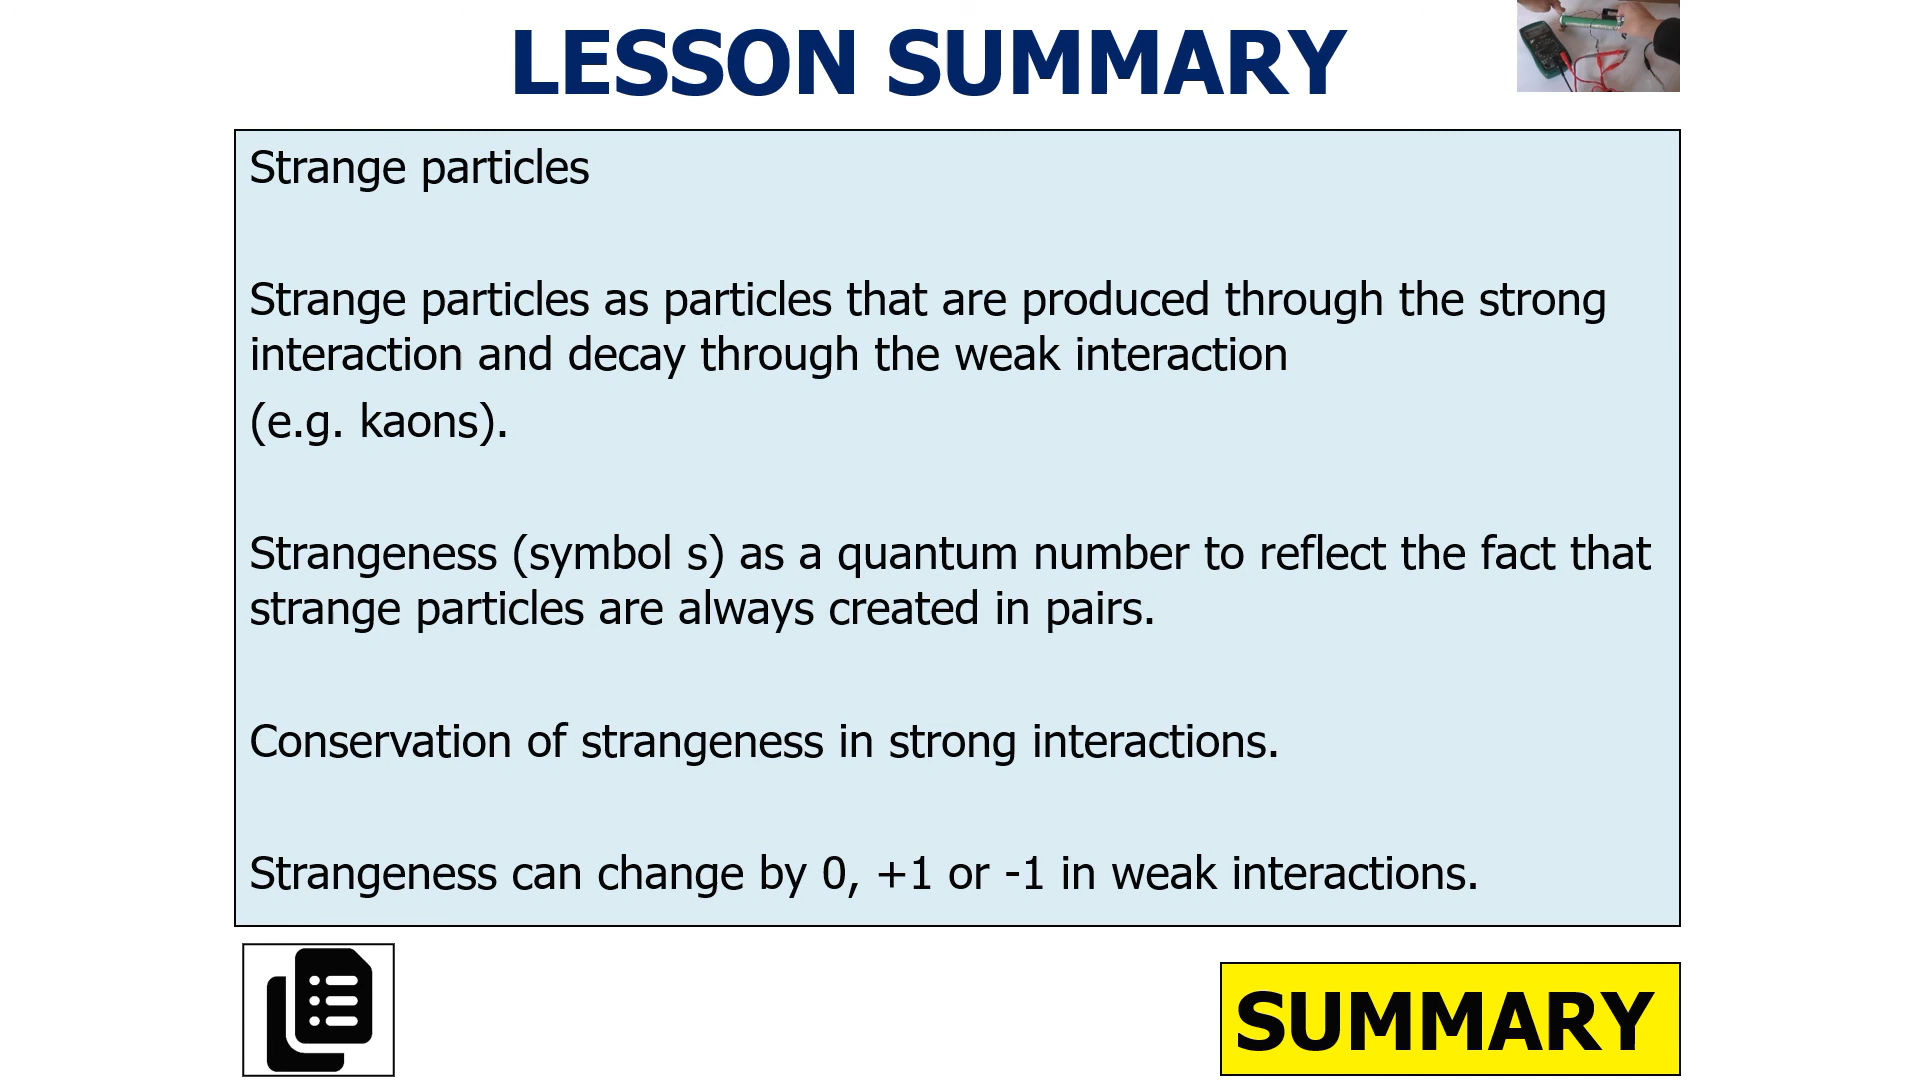 LESSON SUMMARY
Strange particles
Strange particles as particles that are produced through the strong
interaction and decay through the weak interaction
(e.g. kaons).
Strangeness (symbol s) as a quantum number to reflect the fact that
strange particles are always created in pairs.
Conservation of strangeness in strong interactions.
Strangeness can change by 0, +1 or -1 in weak interactions.
SUMMARY